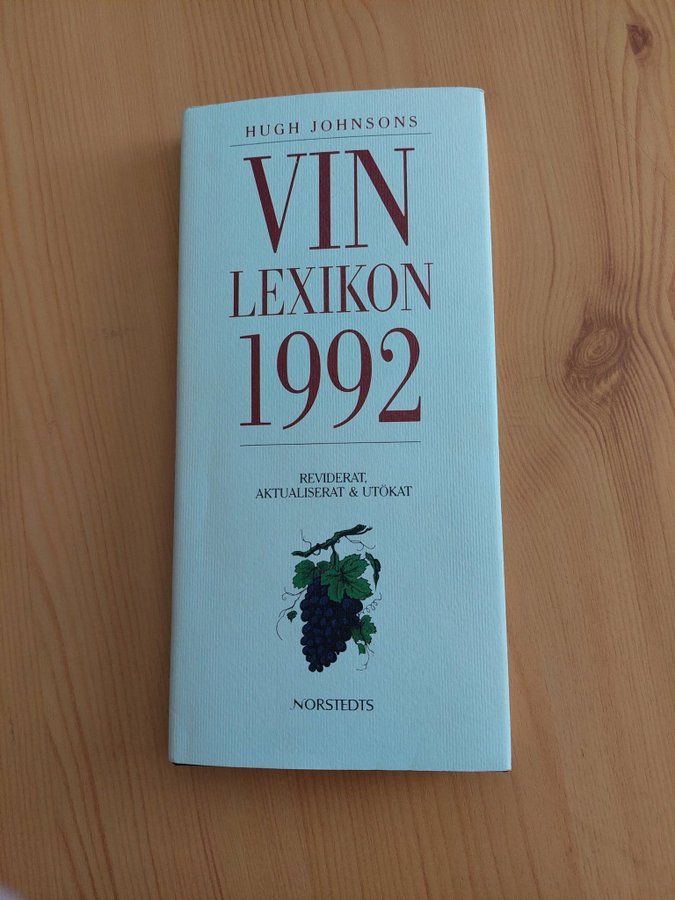 HUGH JOHNSONS
VIN
LEXIKON
1992
REVIDERAT,
AKTUALISERAT & UTÖKAT
NORSTEDTS